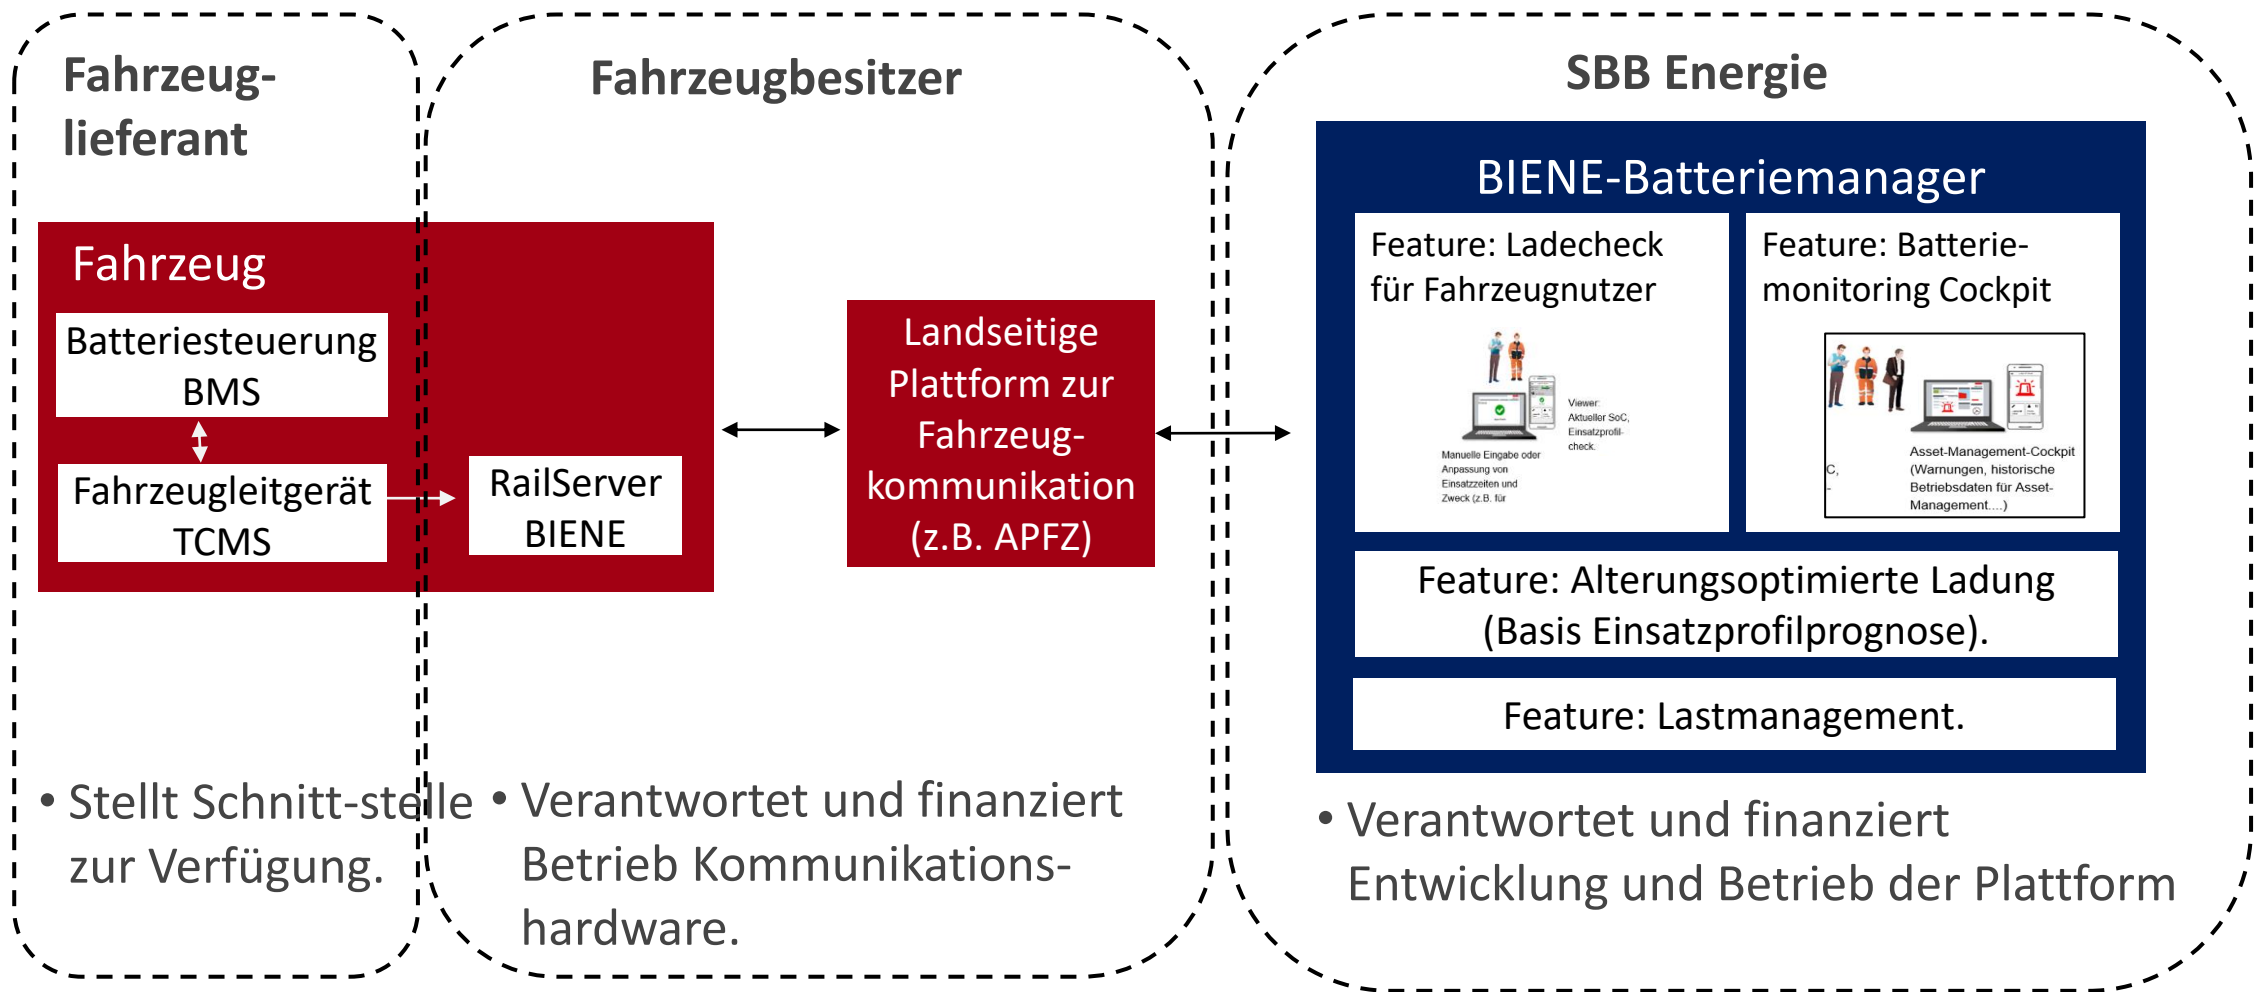 Fahrzeug-
lieferant
Fahrzeugbesitzer
SBB Energie
Fahrzeug
Batteriesteuerung
BMS
Fahrzeugleitgerät
TCMS
RailServer
BIENE
Landseitige
Plattform zur
Fahrzeug-
kommunikation
(z.B. APFZ)
BIENE-Batteriemanager
Feature: Ladecheck
für Fahrzeugnutzer
Viewer:
Aktueller SoC,
Einsatzprofil-
check.
Manuelle Eingabe oder
Anpassung von
Einsatzzeiten und
Zweck (z.B. für
Feature: Batterie-
monitoring Cockpit
C,
-
Asset-Management-Cockpit
(Warnungen, historische
Betriebsdaten für Asset-
Management....)
Feature: Alterungsoptimierte Ladung
(Basis Einsatzprofilprognose).
Feature: Lastmanagement.
• Stellt Schnitt-stelle
zur Verfügung.
• Verantwortet und finanziert
Betrieb Kommunikations-
hardware.
• Verantwortet und finanziert
Entwicklung und Betrieb der Plattform